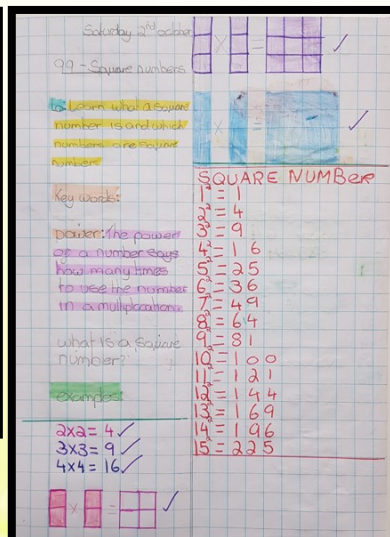 Saturday 2nd october
99 - Square numbers
Lo: Learn what a square
number is and which
numbers are square
numbers
Key words:
power: The power
of a number says
how many times
to use the number
in a multiplication.
what is a square
number?
examples:
2x2= 4 ✓
3x3= 9 ✓
4x4= 16 ✓
x = ✓
x = ✓
x = ✓
SQUARE NUMBER
1²= 1
2²= 4
3²= 9
4²= 16
5²= 25
6²= 36
7²= 49
8²= 64
9²= 81
10²= 100
11²= 121
12²= 144
13²= 169
14²= 196
15²= 225